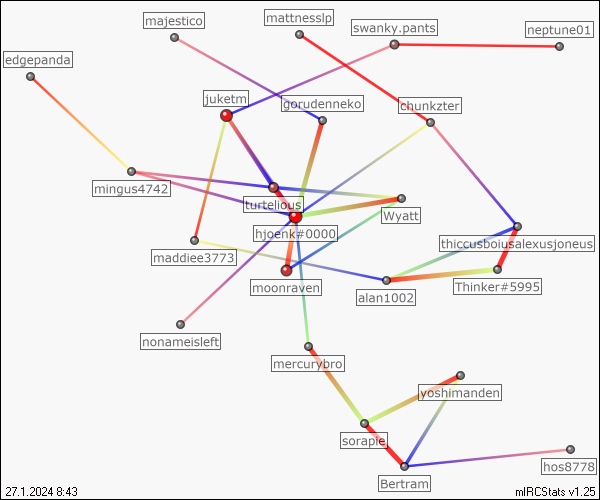 majestico
mattnesslp
swanky.pants
neptune01
edgepanda
juketm
gorudenneko
chunkzter
mingus4742
turtelious
Wyatt
hjoenk#0000
thiccusboiusalexusjoneus
maddiee3773
moonraven
alan1002
Thinker#5995
nonameisleft
mercurybro
yoshimanden
sorapie
hos8778
Bertram
27.1.2024 8:43
mIRCStats v1.25